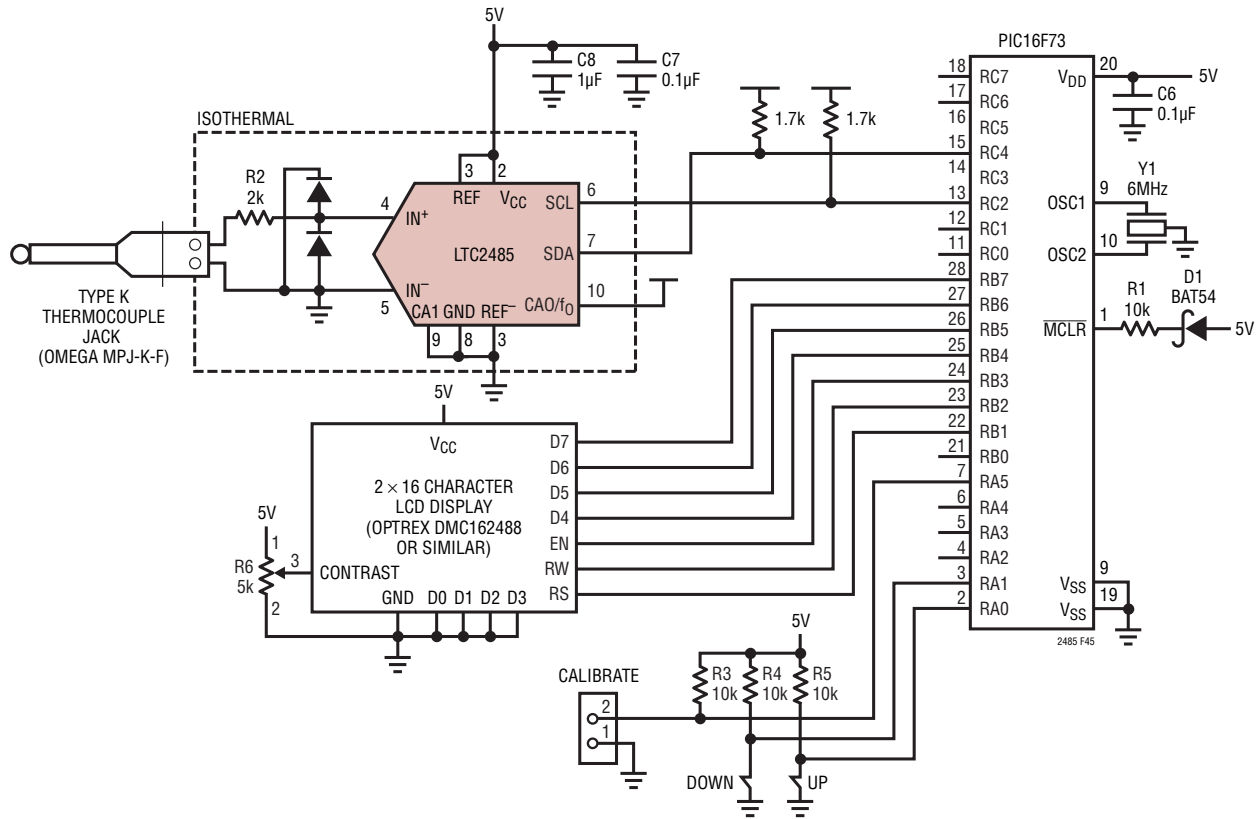 5V
C8
1µF
C7
0.1µF
ISOTHERMAL
R2
2k
4
IN+
IN–
5
3
2
REF
VCC
LTC2485
SCL
6
SDA
7
CAO/fO
10
CA1 GND REF–
9
8
3
TYPE K
THERMOCOUPLE
JACK
(OMEGA MPJ-K-F)
1.7k
1.7k
PIC16F73
18 RC7
17 RC6
16 RC5
15 RC4
14 RC3
13 RC2
12 RC1
11 RC0
28 RB7
27 RB6
26 RB5
25 RB4
24 RB3
23 RB2
22 RB1
21 RB0
7 RA5
6 RA4
5 RA3
4 RA2
3 RA1
2 RA0
VDD 20
5V
C6
0.1µF
Y1
6MHz
OSC1 9
OSC2 10
D1
BAT54
R1
10k
MCLR 1
5V
VSS 9
VSS 19
2485 F45
5V
VCC
2 × 16 CHARACTER
LCD DISPLAY
(OPTREX DMC162488
OR SIMILAR)
D7
D6
D5
D4
EN
RW
RS
CONTRAST
GND D0 D1 D2 D3
5V
1
R6
5k
3
2
CALIBRATE
2
1
5V
R3
10k
R4
10k
R5
10k
DOWN
UP